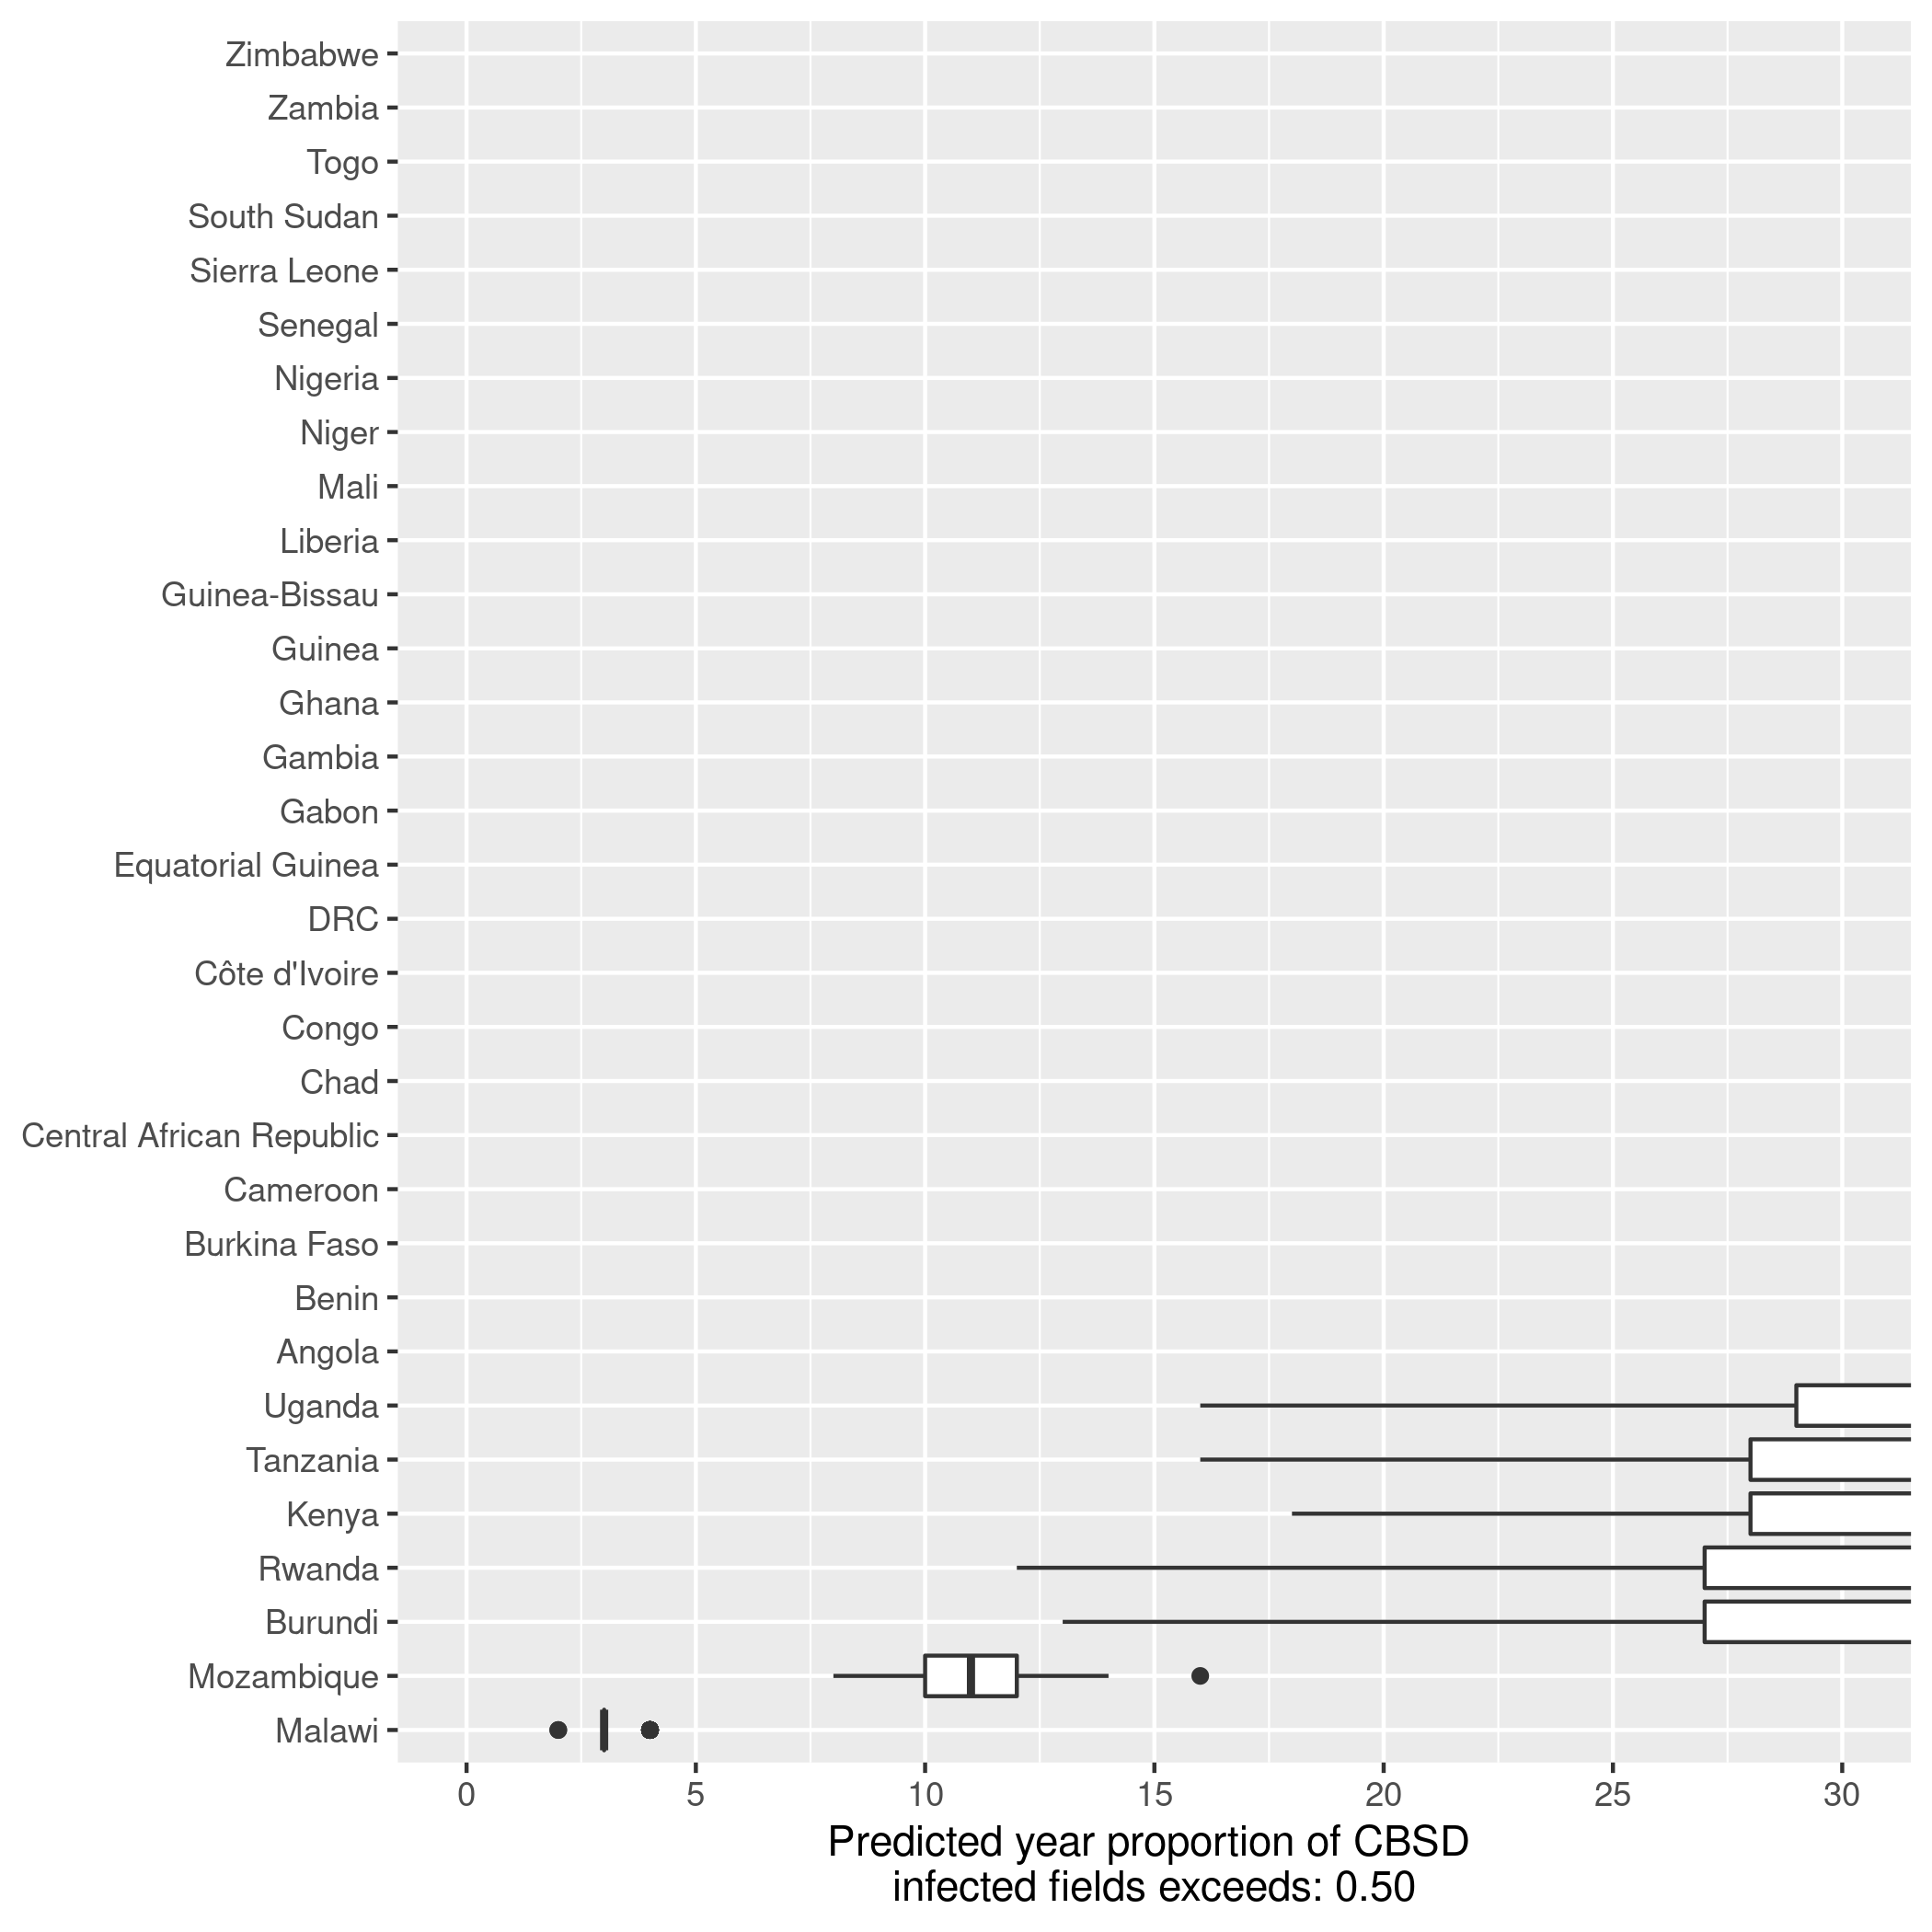 Zimbabwe
Zambia
Togo
South Sudan
Sierra Leone
Senegal
Nigeria
Niger
Mali
Liberia
Guinea-Bissau
Guinea
Ghana
Gambia
Gabon
Equatorial Guinea
DRC
Côte d'Ivoire
Congo
Chad
Central African Republic
Cameroon
Burkina Faso
Benin
Angola
Uganda
Tanzania
Kenya
Rwanda
Burundi
Mozambique
Malawi
0 5 10 15 20 25 30
Predicted year proportion of CBSD
infected fields exceeds: 0.50